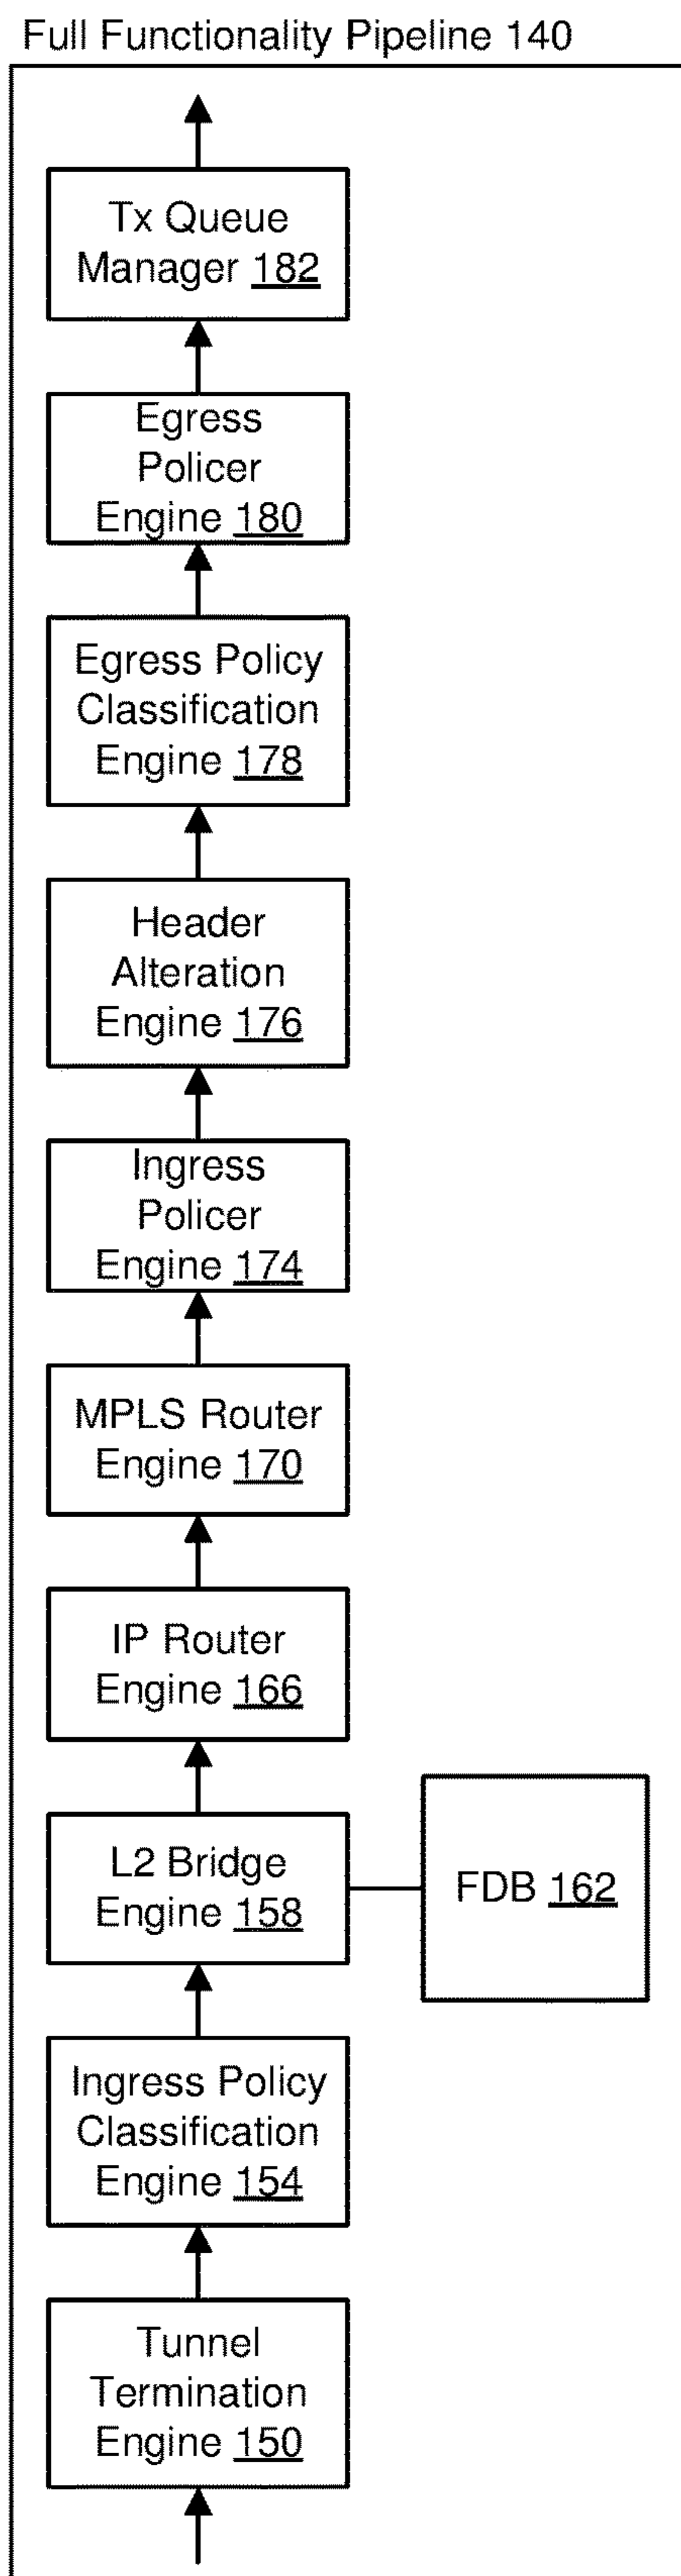 Full Functionality Pipeline 140
Tx Queue
Manager 182
Egress
Policer
Engine 180
Egress Policy
Classification
Engine 178
Header
Alteration
Engine 176
Ingress
Policer
Engine 174
MPLS Router
Engine 170
IP Router
Engine 166
L2 Bridge
Engine 158
FDB 162
Ingress Policy
Classification
Engine 154
Tunnel
Termination
Engine 150